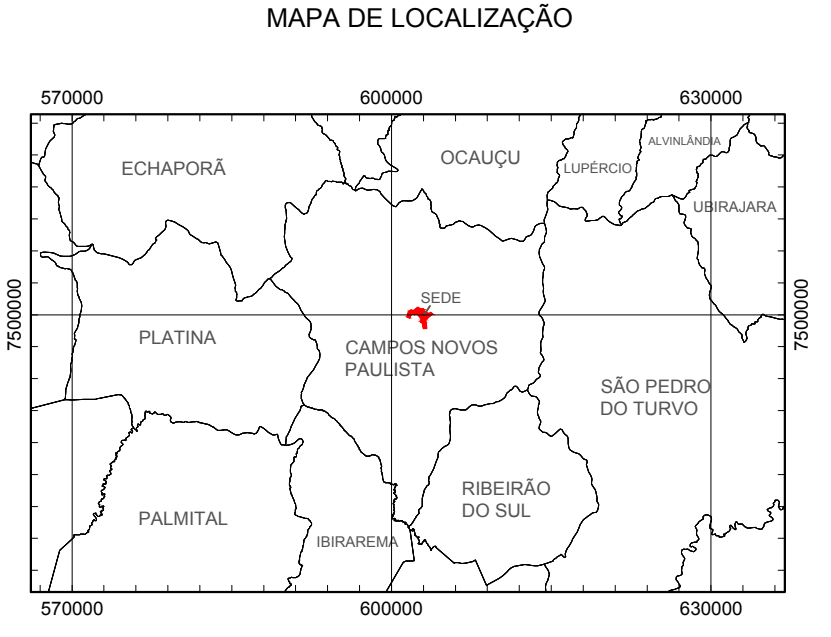 MAPA DE LOCALIZAÇÃO
570000
600000
630000
ALVINLÂNDIA
OCAUÇU
ECHAPORÃ
LUPÉRCIO
UBIRAJARA
SEDE
7500000
7500000
PLATINA
CAMPOS NOVOS
PAULISTA
SÃO PEDRO
DO TURVO
RIBEIRÃO
DO SUL
PALMITAL
IBIRAREMA
570000
600000
630000